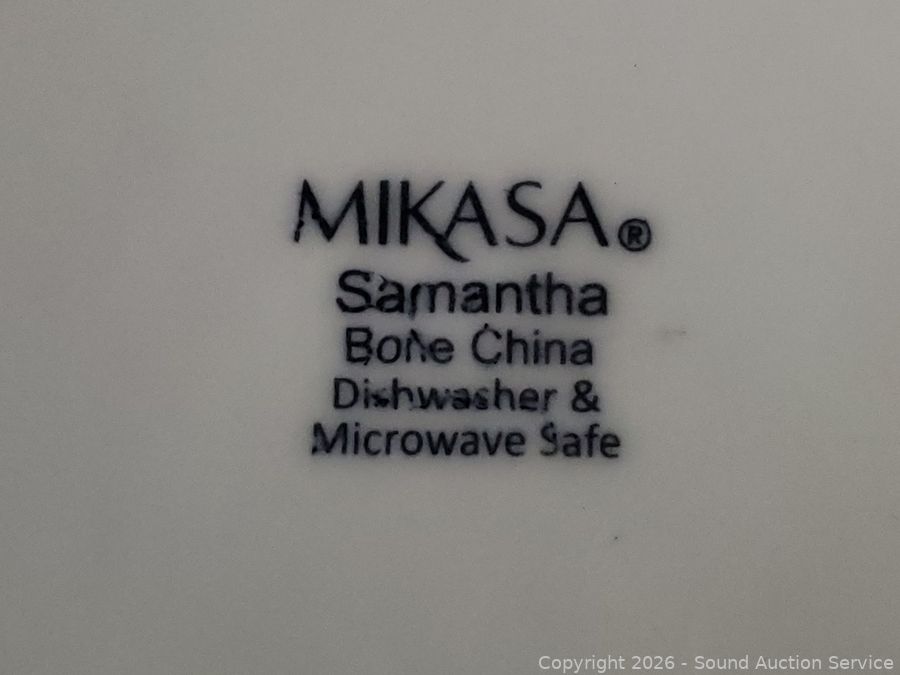 MIKASA®
Samantha
Bone China
Dishwasher &
Microwave Safe
Copyright 2026 - Sound Auction Service